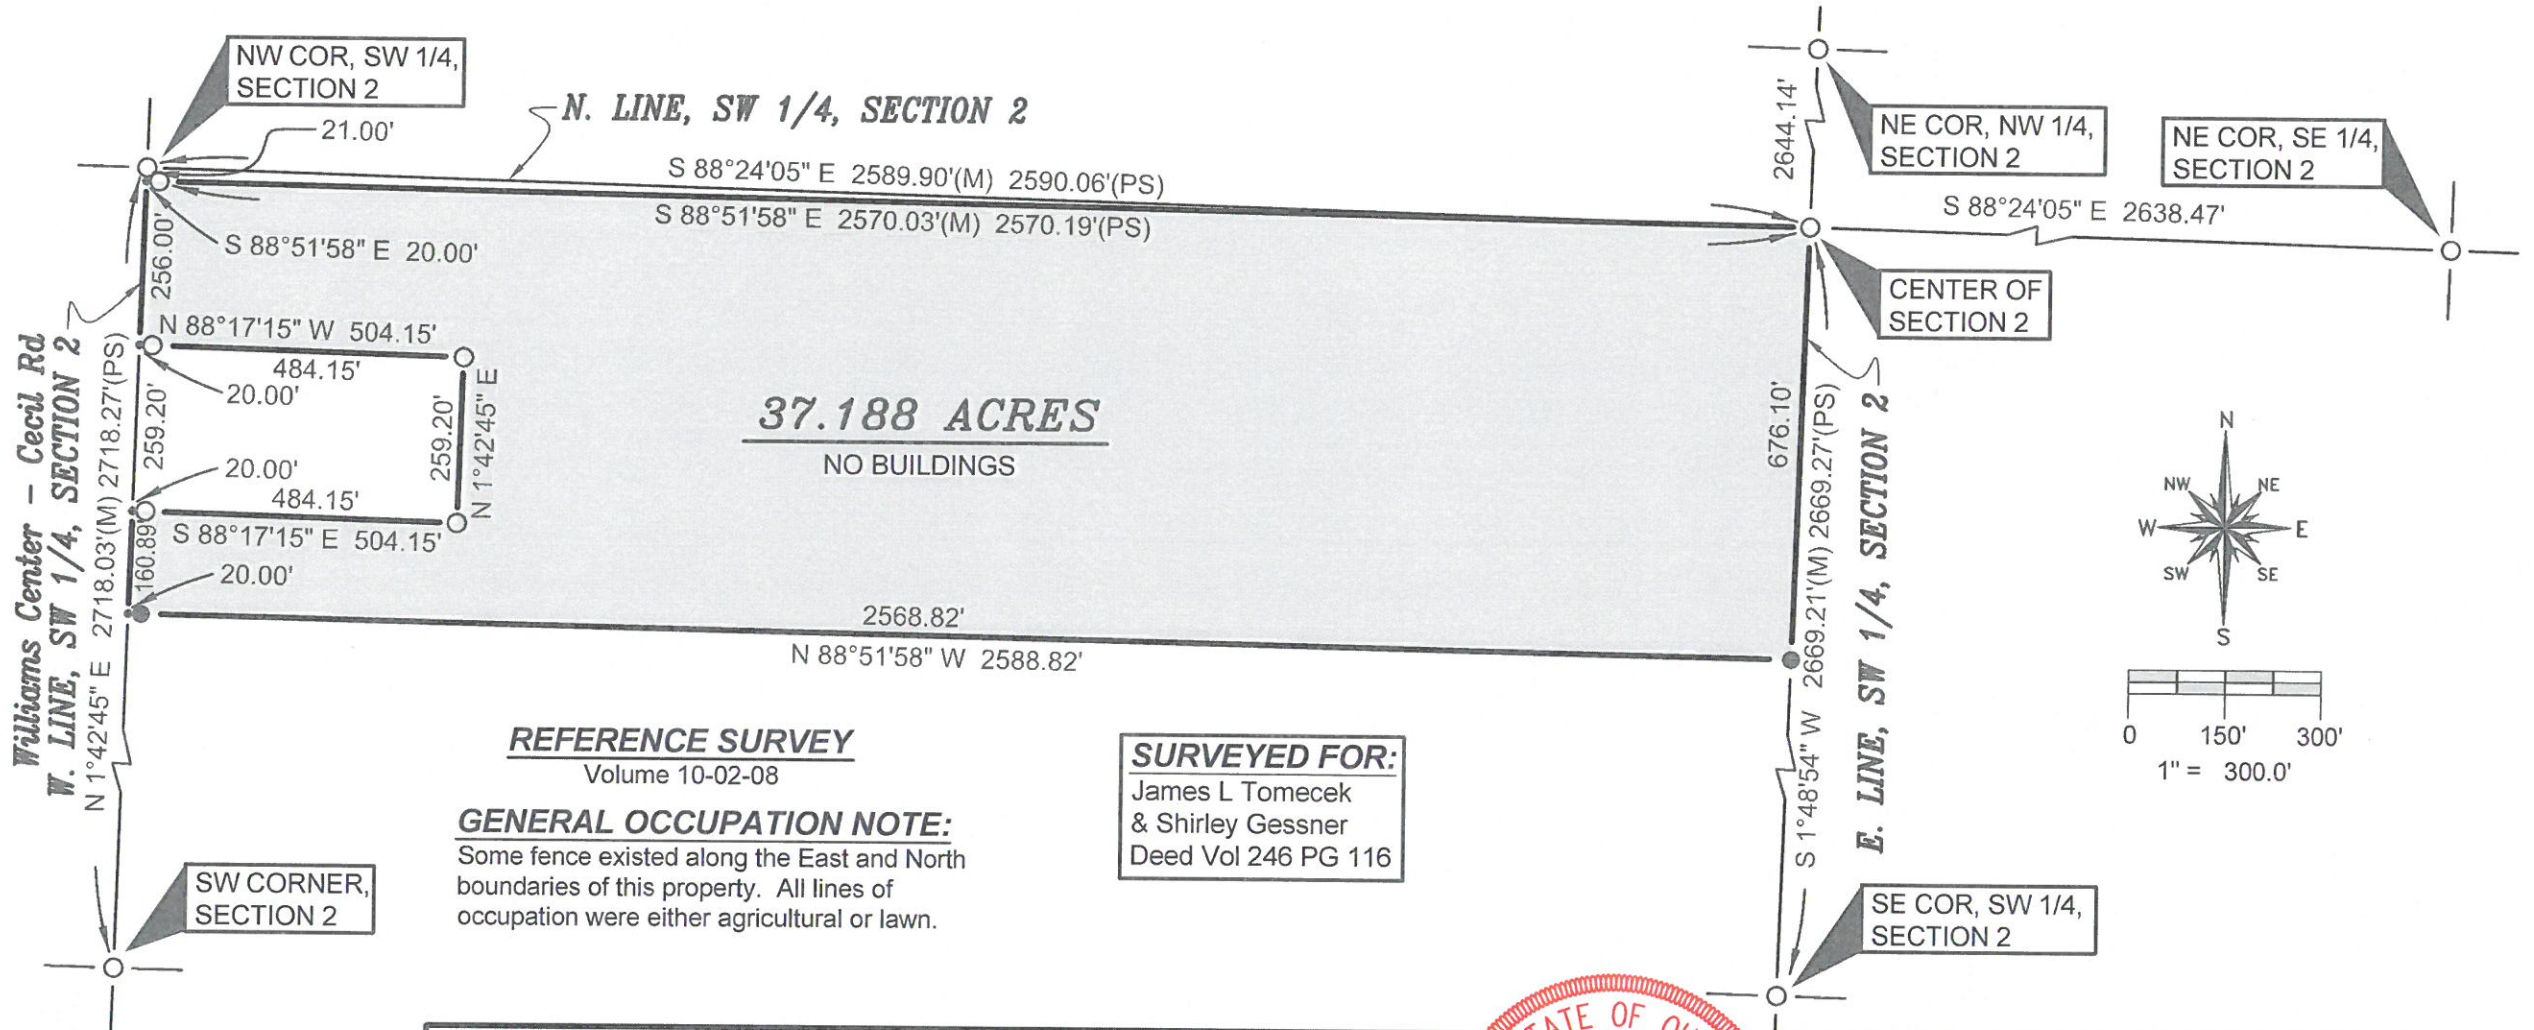 NW COR, SW 1/4,
SECTION 2
21.00'
N. LINE, SW 1/4, SECTION 2
S 88°24'05" E 2589.90'(M) 2590.06'(PS)
S 88°51'58" E 2570.03'(M) 2570.19'(PS)
2644.14'
NE COR, NW 1/4,
SECTION 2
NE COR, SE 1/4,
SECTION 2
S 88°24'05" E 2638.47'
CENTER OF
SECTION 2
256.00'
S 88°51'58" E 20.00'
N 88°17'15" W 504.15'
484.15'
20.00'
259.20'
259.20'
N 1°42'45" E
20.00'
484.15'
S 88°17'15" E 504.15'
160.89'
20.00'
Williams Center - Cecil Rd
W. LINE, SW 1/4, SECTION 2
N 1°42'45" E 2718.03'(M) 2718.27'(PS)
37.188 ACRES
NO BUILDINGS
676.10'
S 1°48'54" W 2669.21'(M) 2669.27'(PS)
E. LINE, SW 1/4, SECTION 2
2568.82'
N 88°51'58" W 2588.82'
N
NW
NE
W
E
SW
SE
S
0 150' 300'
1" = 300.0'
REFERENCE SURVEY
Volume 10-02-08
GENERAL OCCUPATION NOTE:
Some fence existed along the East and North
boundaries of this property. All lines of
occupation were either agricultural or lawn.
SURVEYED FOR:
James L Tomecek
& Shirley Gessner
Deed Vol 246 PG 116
SW CORNER,
SECTION 2
SE COR, SW 1/4,
SECTION 2
OF